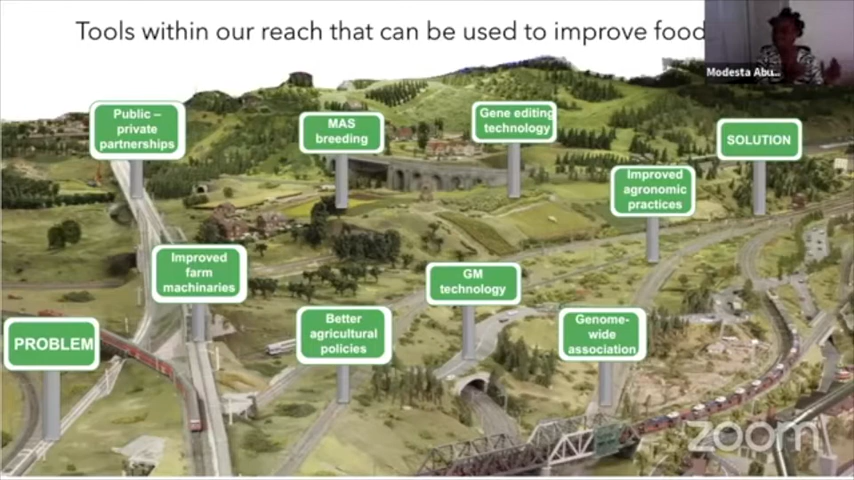 Tools within our reach that can be used to improve food
Modesta Abu...
Public –
private
partnerships
MAS
breeding
Gene editing
technology
SOLUTION
Improved
agronomic
practices
Improved
farm
machinaries
GM
technology
PROBLEM
Better
agricultural
policies
Genome-
wide
association
zoom